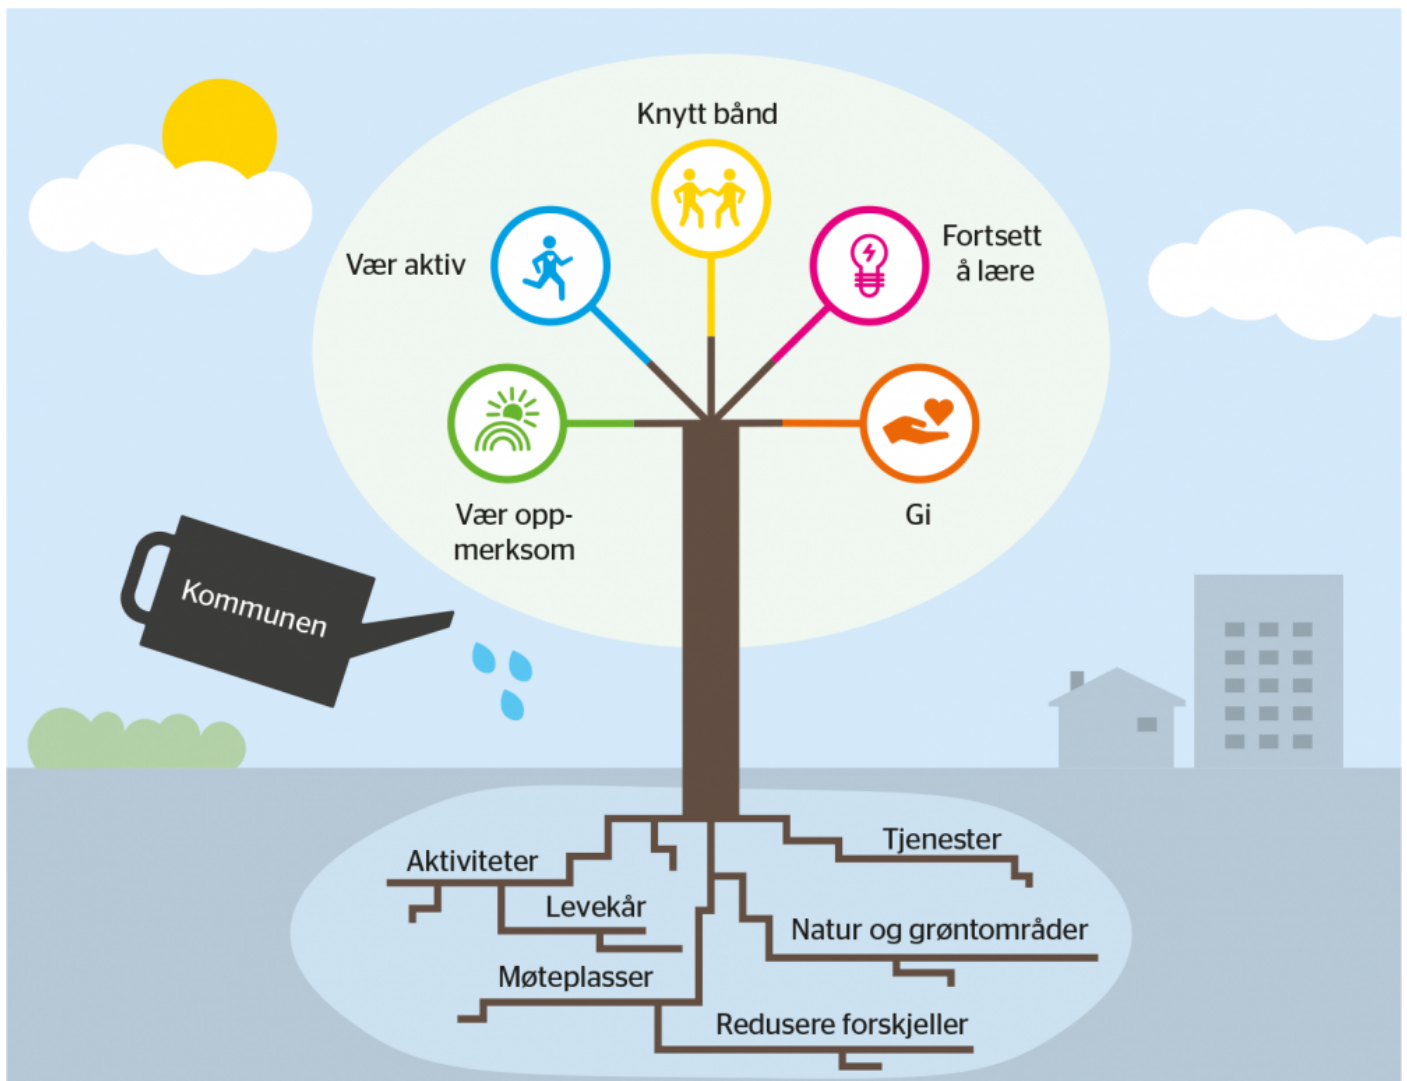 Knytt bånd
Vær aktiv
Fortsett
å lære
Vær opp-
merksom
Gi
Kommunen
Aktiviteter
Tjenester
Levekår
Natur og grøntområder
Møteplasser
Redusere forskjeller